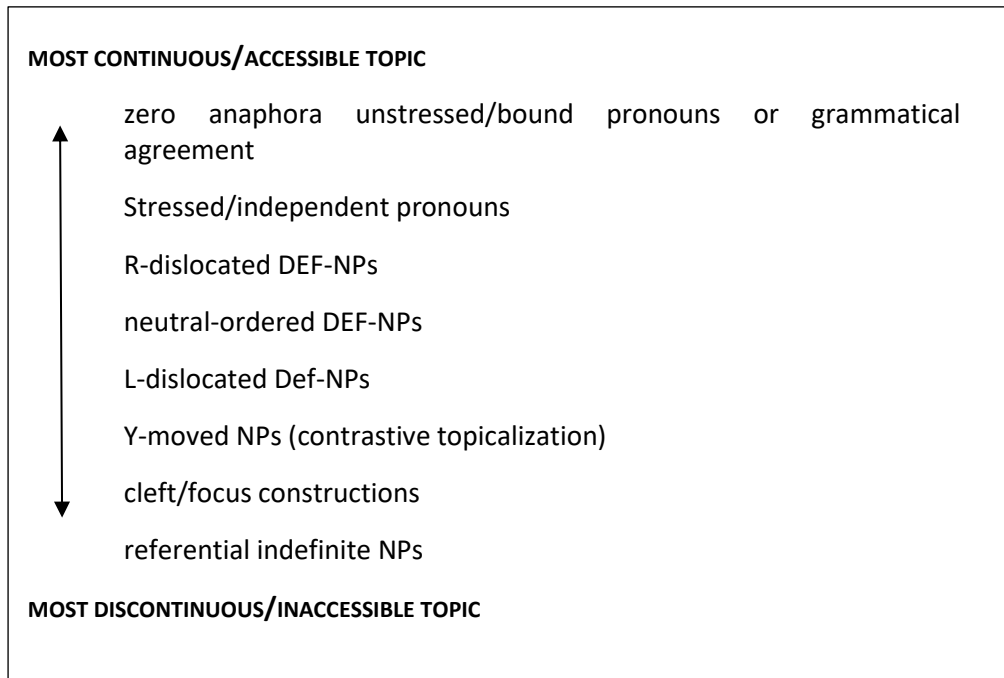 MOST CONTINUOUS/ACCESSIBLE TOPIC
zero anaphora unstressed/bound pronouns or grammatical
agreement
Stressed/independent pronouns
R-dislocated DEF-NPs
neutral-ordered DEF-NPs
L-dislocated Def-NPs
Y-moved NPs (contrastive topicalization)
cleft/focus constructions
referential indefinite NPs
MOST DISCONTINUOUS/INACCESSIBLE TOPIC